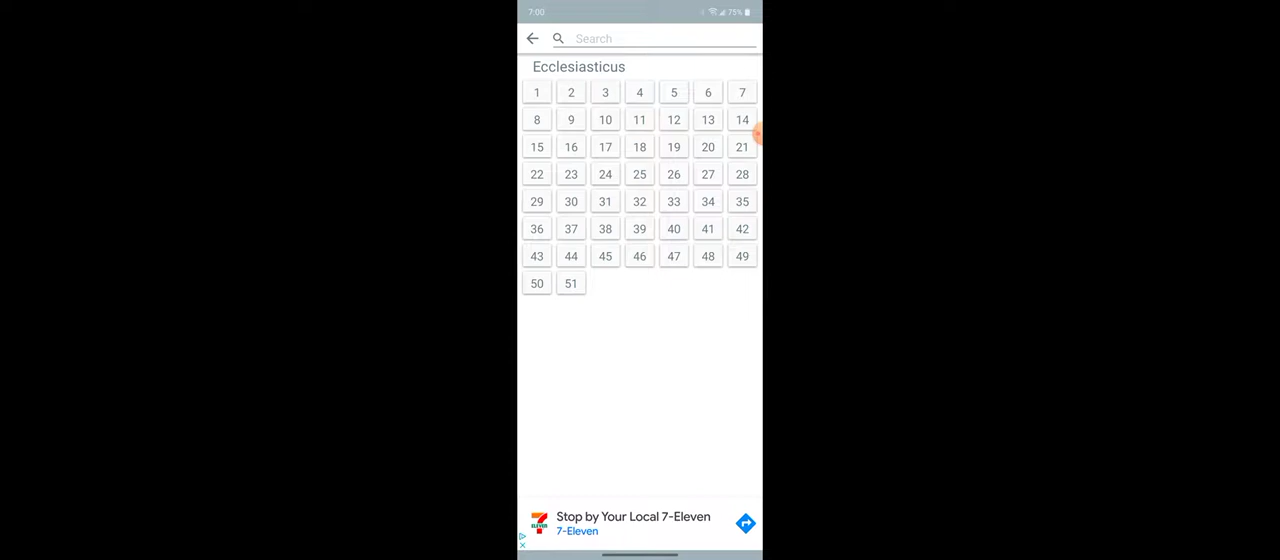 7:00 75%
Search
Ecclesiasticus
1 2 3 4 5 6 7
8 9 10 11 12 13 14
15 16 17 18 19 20 21
22 23 24 25 26 27 28
29 30 31 32 33 34 35
36 37 38 39 40 41 42
43 44 45 46 47 48 49
50 51
7 ELEVEN
Stop by Your Local 7-Eleven
7-Eleven